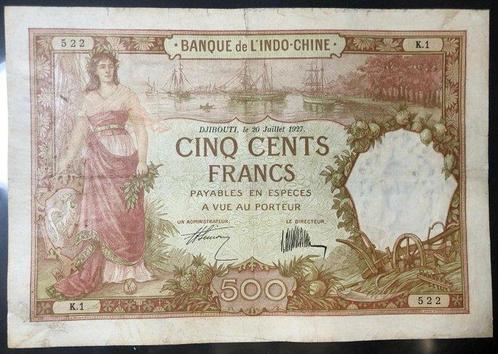 522
BANQUE de L'INDO-CHINE
K.1
DJIBOUTI, le 20 Juillet 1927.
CINQ CENTS
FRANCS
PAYABLES EN ESPÈCES
A VUE AU PORTEUR
UN ADMINISTRATEUR.
LE DIRECTEUR.
K.1
500
522